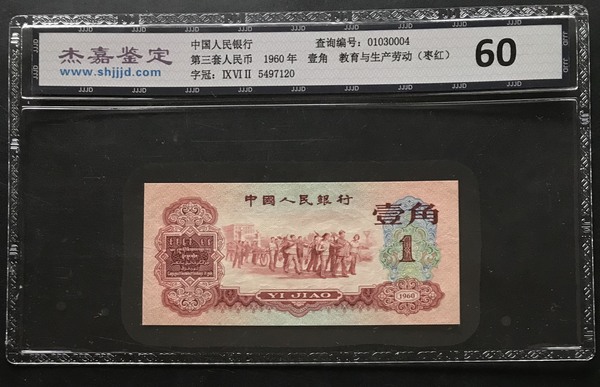 杰嘉鉴定
www.shjjjd.com
中国人民银行 查询编号：01030004
第三套人民币 1960年 壹角 教育与生产劳动（枣红）
字冠：IX VI II 5497120
60
中國人民銀行
壹角
1
YI JIAO
1960